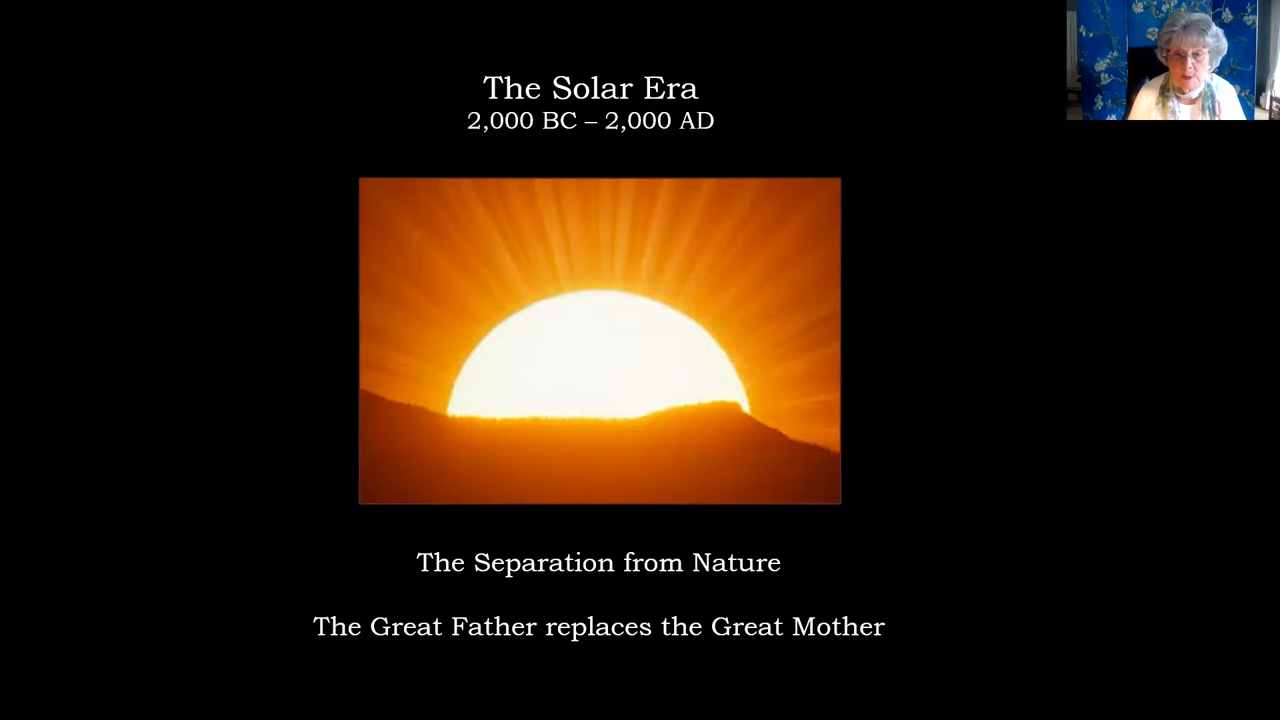 The Solar Era
2,000 BC – 2,000 AD
The Separation from Nature
The Great Father replaces the Great Mother